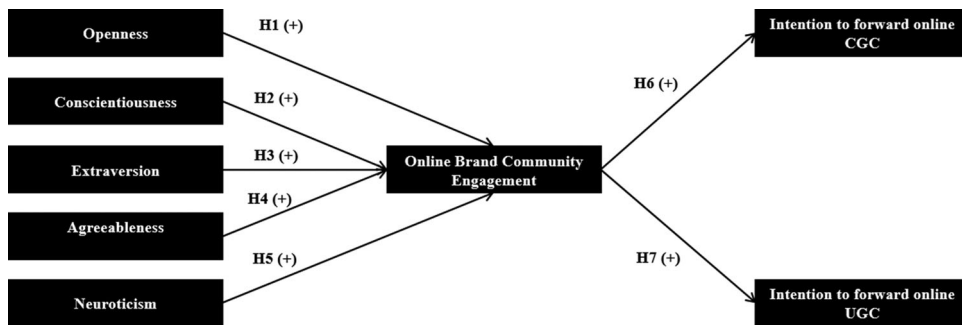 Openness
H1 (+)
Intention to forward online
CGC
Conscientiousness
H2 (+)
H6 (+)
Extraversion
H3 (+)
Online Brand Community
Engagement
Agreeableness
H4 (+)
H5 (+)
H7 (+)
Neuroticism
Intention to forward online
UGC